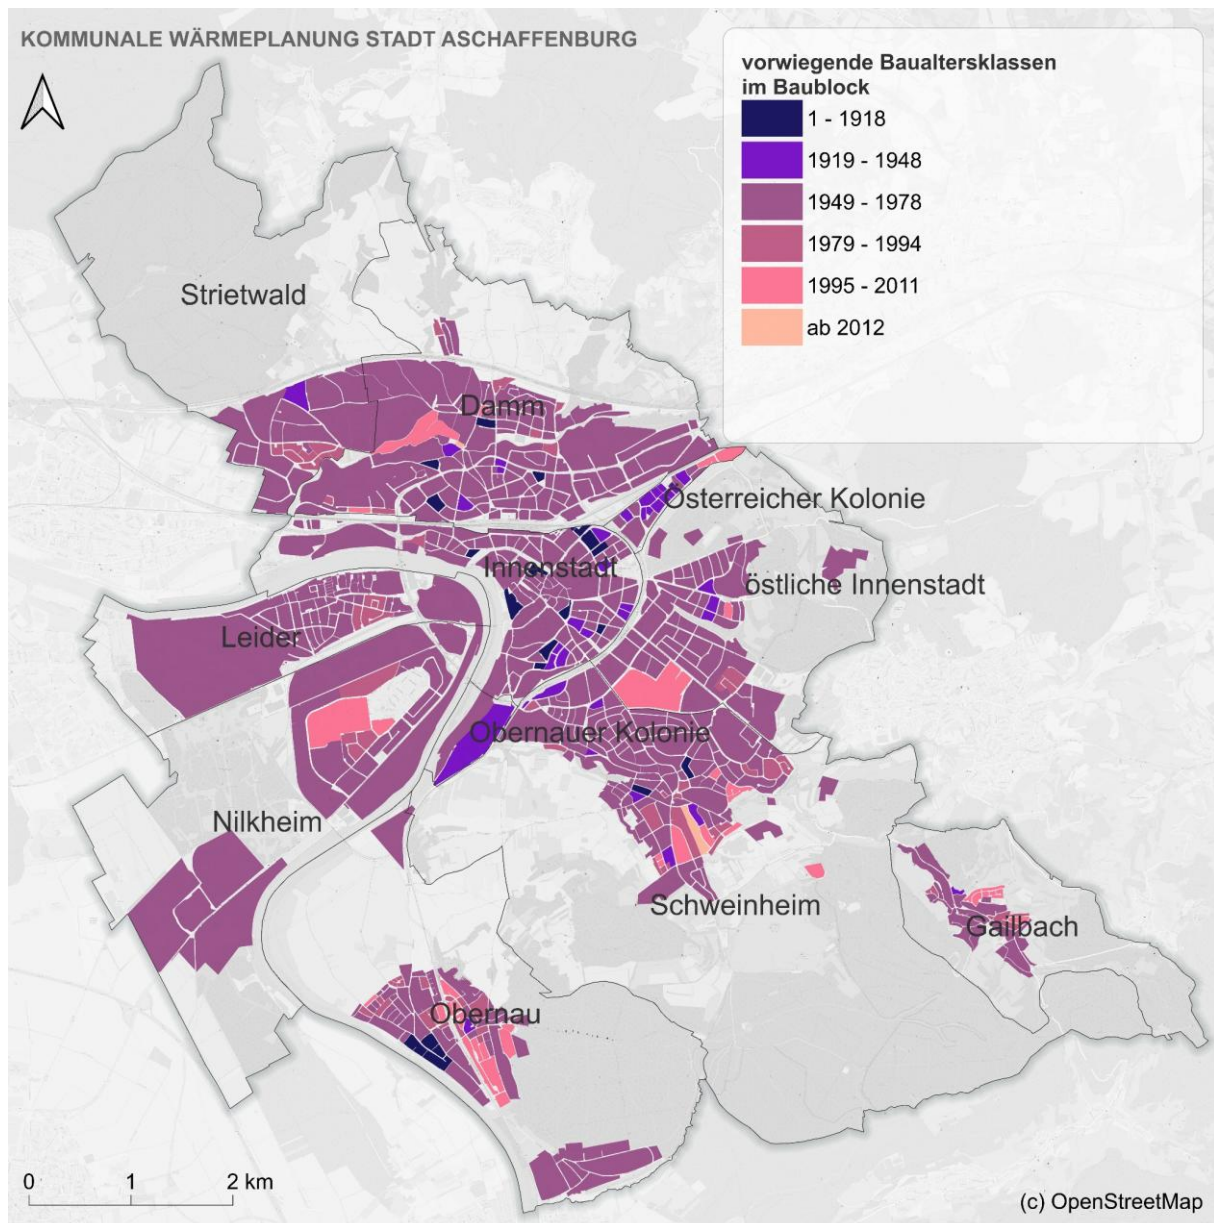 KOMMUNALE WÄRMEPLANUNG STADT ASCHAFFENBURG
vorwiegende Baualtersklassen
im Baublock
1 - 1918
1919 - 1948
1949 - 1978
1979 - 1994
1995 - 2011
ab 2012
Strietwald
Damm
Österreicher Kolonie
Innenstadt
östliche Innenstadt
Leider
Obernauer Kolonie
Nilkheim
Schweinheim
Gailbach
Obernau
0 1 2 km
(c) OpenStreetMap